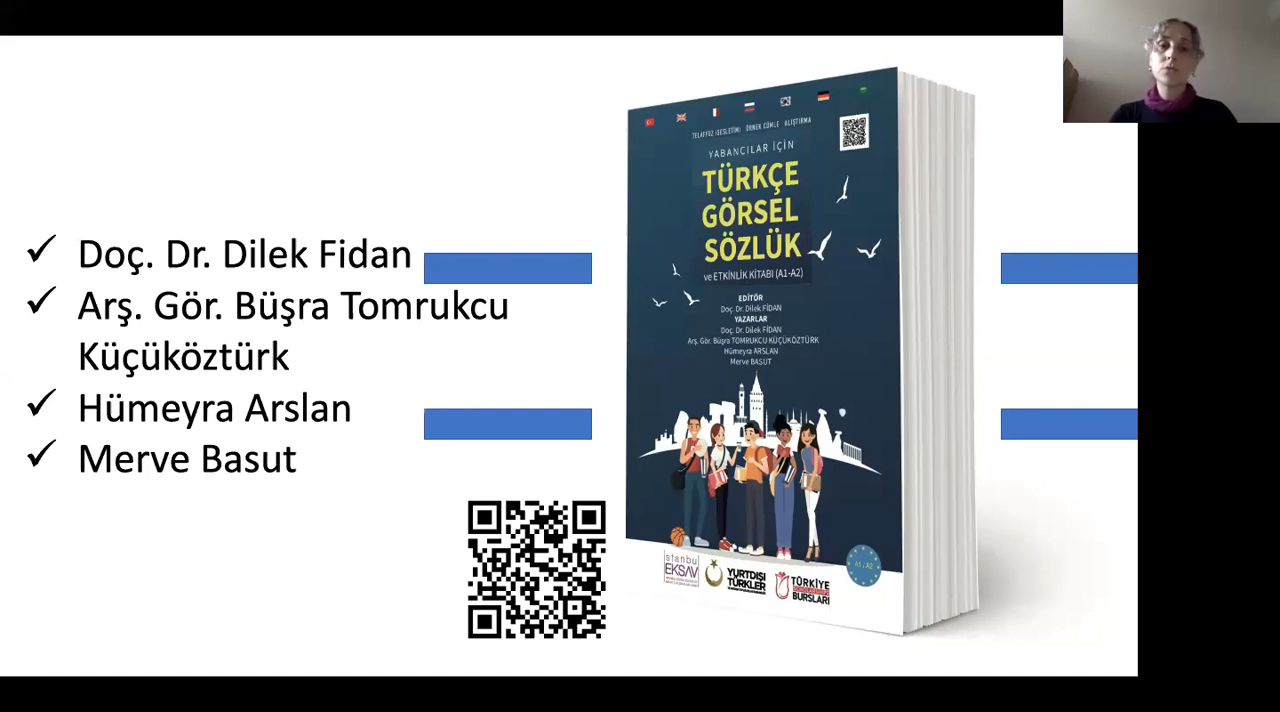 Doç. Dr. Dilek Fidan
Arş. Gör. Büşra Tomrukcu
Küçüköztürk
Hümeyra Arslan
Merve Basut
TELAFFUZ (SESLETİM) ÖRNEK CÜMLE ALIŞTIRMA
YABANCILAR İÇİN
TÜRKÇE
GÖRSEL
SÖZLÜK
ve ETKİNLİK KİTABI (A1-A2)
EDİTÖR
Doç. Dr. Dilek FİDAN
YAZARLAR
Doç. Dr. Dilek FİDAN
Arş. Gör. Büşra TOMRUKCU KÜÇÜKÖZTÜRK
Hümeyra ARSLAN
Merve BASUT
A1 / A2
stanbu
EKSAV
YURTDIŞI
TÜRKLER
TÜRKİYE
BURSLARI